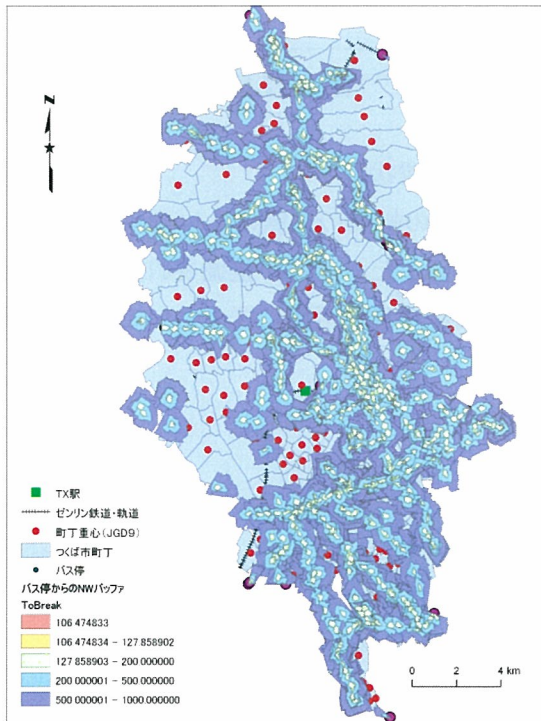 N
TX駅
ゼンリン鉄道・軌道
町丁重心(JGD9)
つくば市町丁
バス停
バス停からのNWバッファ
ToBreak
106 474833
106 474834 - 127 858902
127 858903 - 200 000000
200 000001 - 500 000000
500 000001 - 1000 000000
0 2 4 km